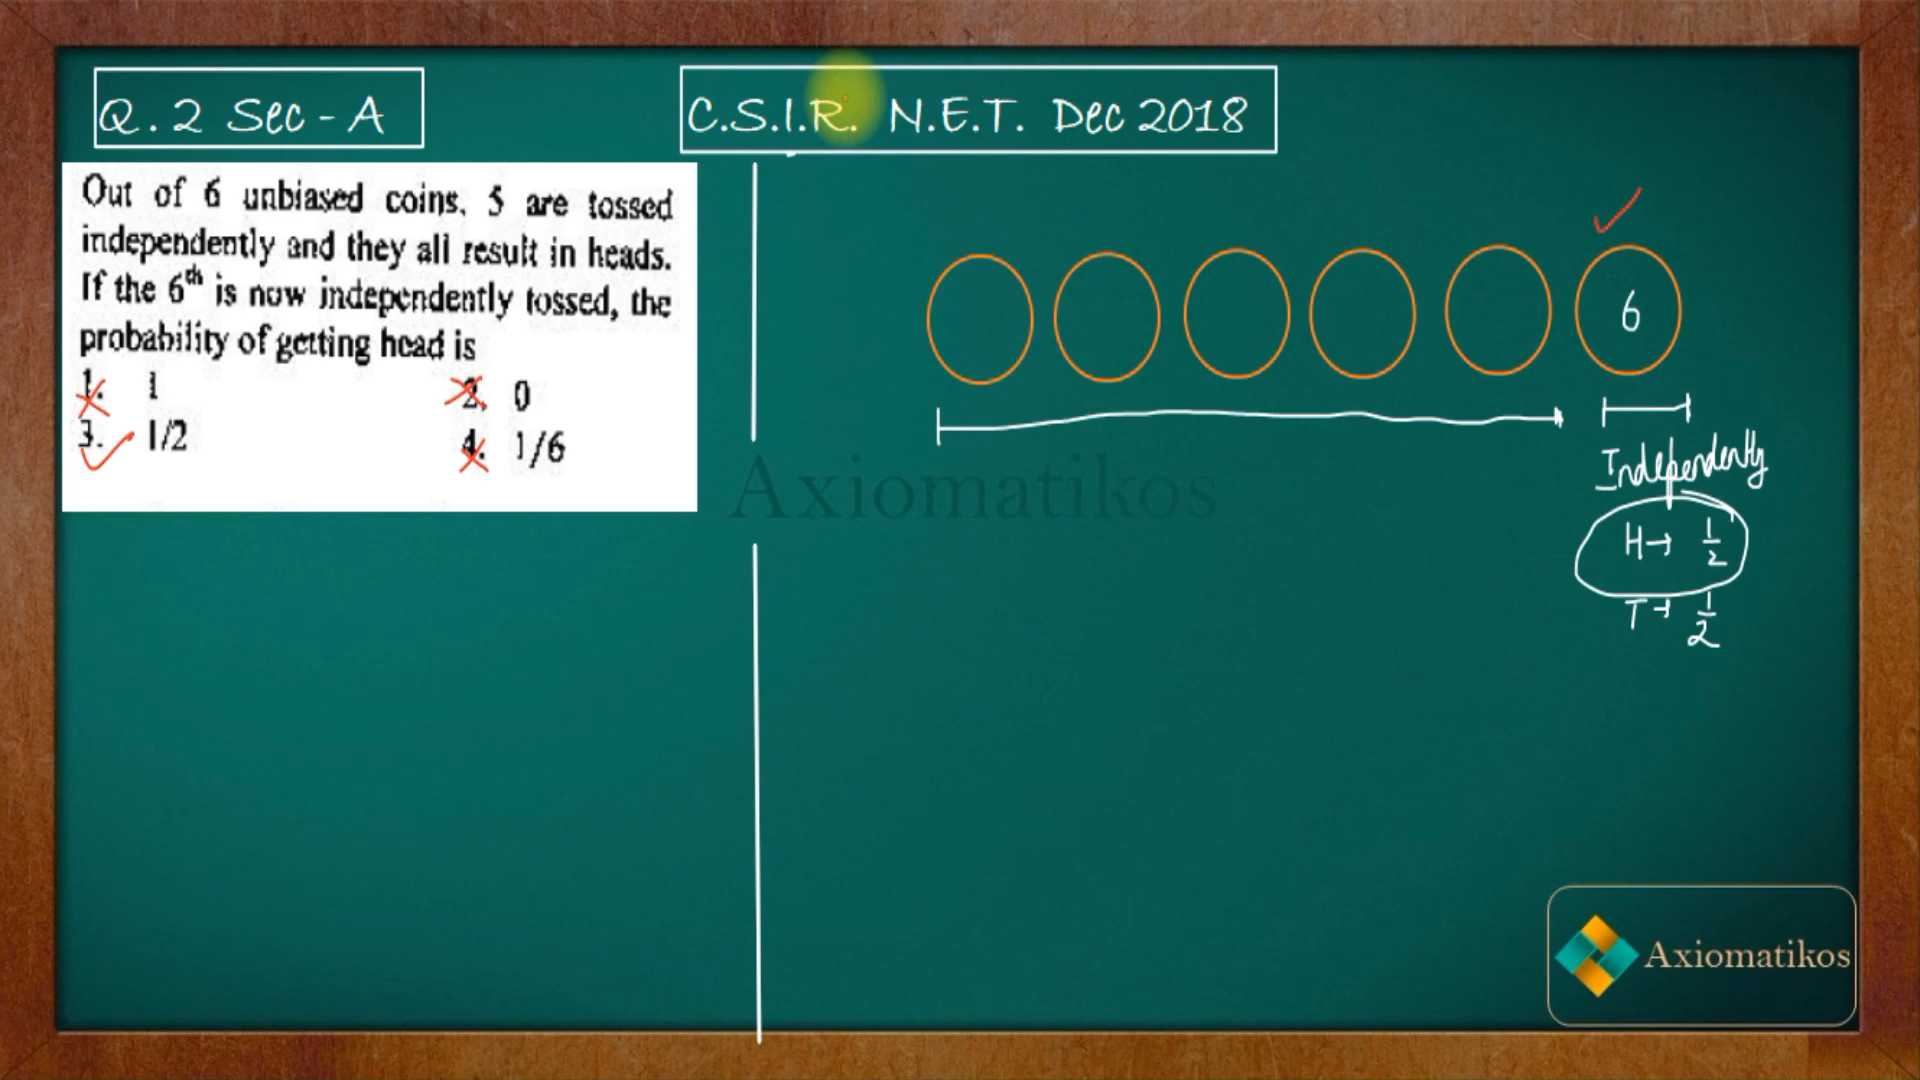 Q. 2 Sec - A
C.S.I.R. N.E.T. Dec 2018
Out of 6 unbiased coins, 5 are tossed
independently and they all result in heads.
If the 6th is now independently tossed, the
probability of getting head is
1. 1
2. 0
3. 1/2
4. 1/6
6
Independently
H→ 1/2
T→ 1/2
Axiomatikos
Axiomatikos